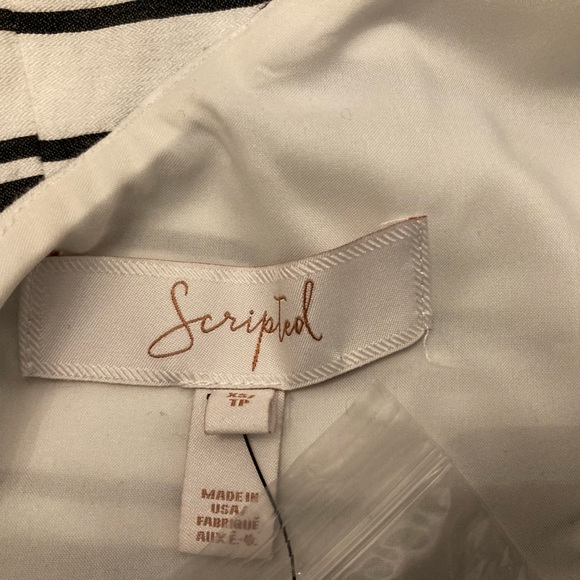 Scripted
XS/
TP
MADE IN
USA/
FABRIQUÉ
AUX É.-U.